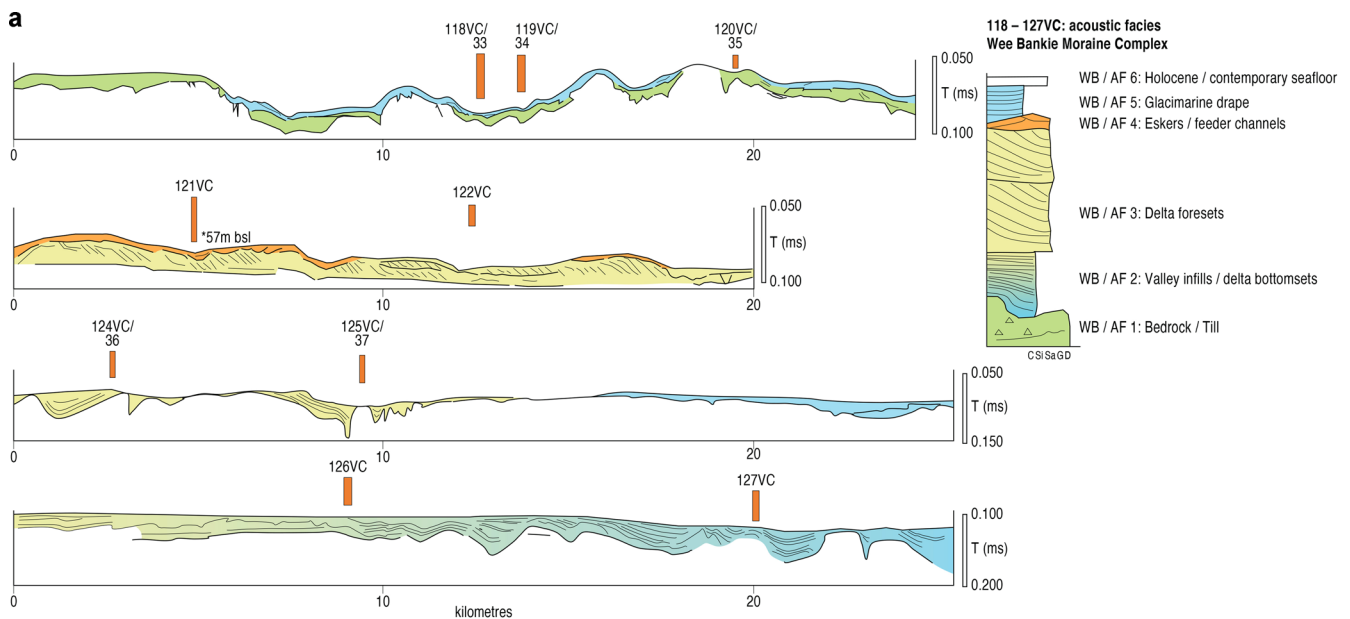 a
118VC/
33
119VC/
34
120VC/
35
0.050
T (ms)
0.100
0
10
20
121VC
*57m bsl
122VC
0.050
T (ms)
0.100
0
10
20
124VC/
36
125VC/
37
0.050
T (ms)
0.150
0
10
20
126VC
127VC
0.100
T (ms)
0.200
0
10
20
kilometres
118 – 127VC: acoustic facies
Wee Bankie Moraine Complex
WB / AF 6: Holocene / contemporary seafloor
WB / AF 5: Glacimarine drape
WB / AF 4: Eskers / feeder channels
WB / AF 3: Delta foresets
WB / AF 2: Valley infills / delta bottomsets
WB / AF 1: Bedrock / Till
C Si Sa G D